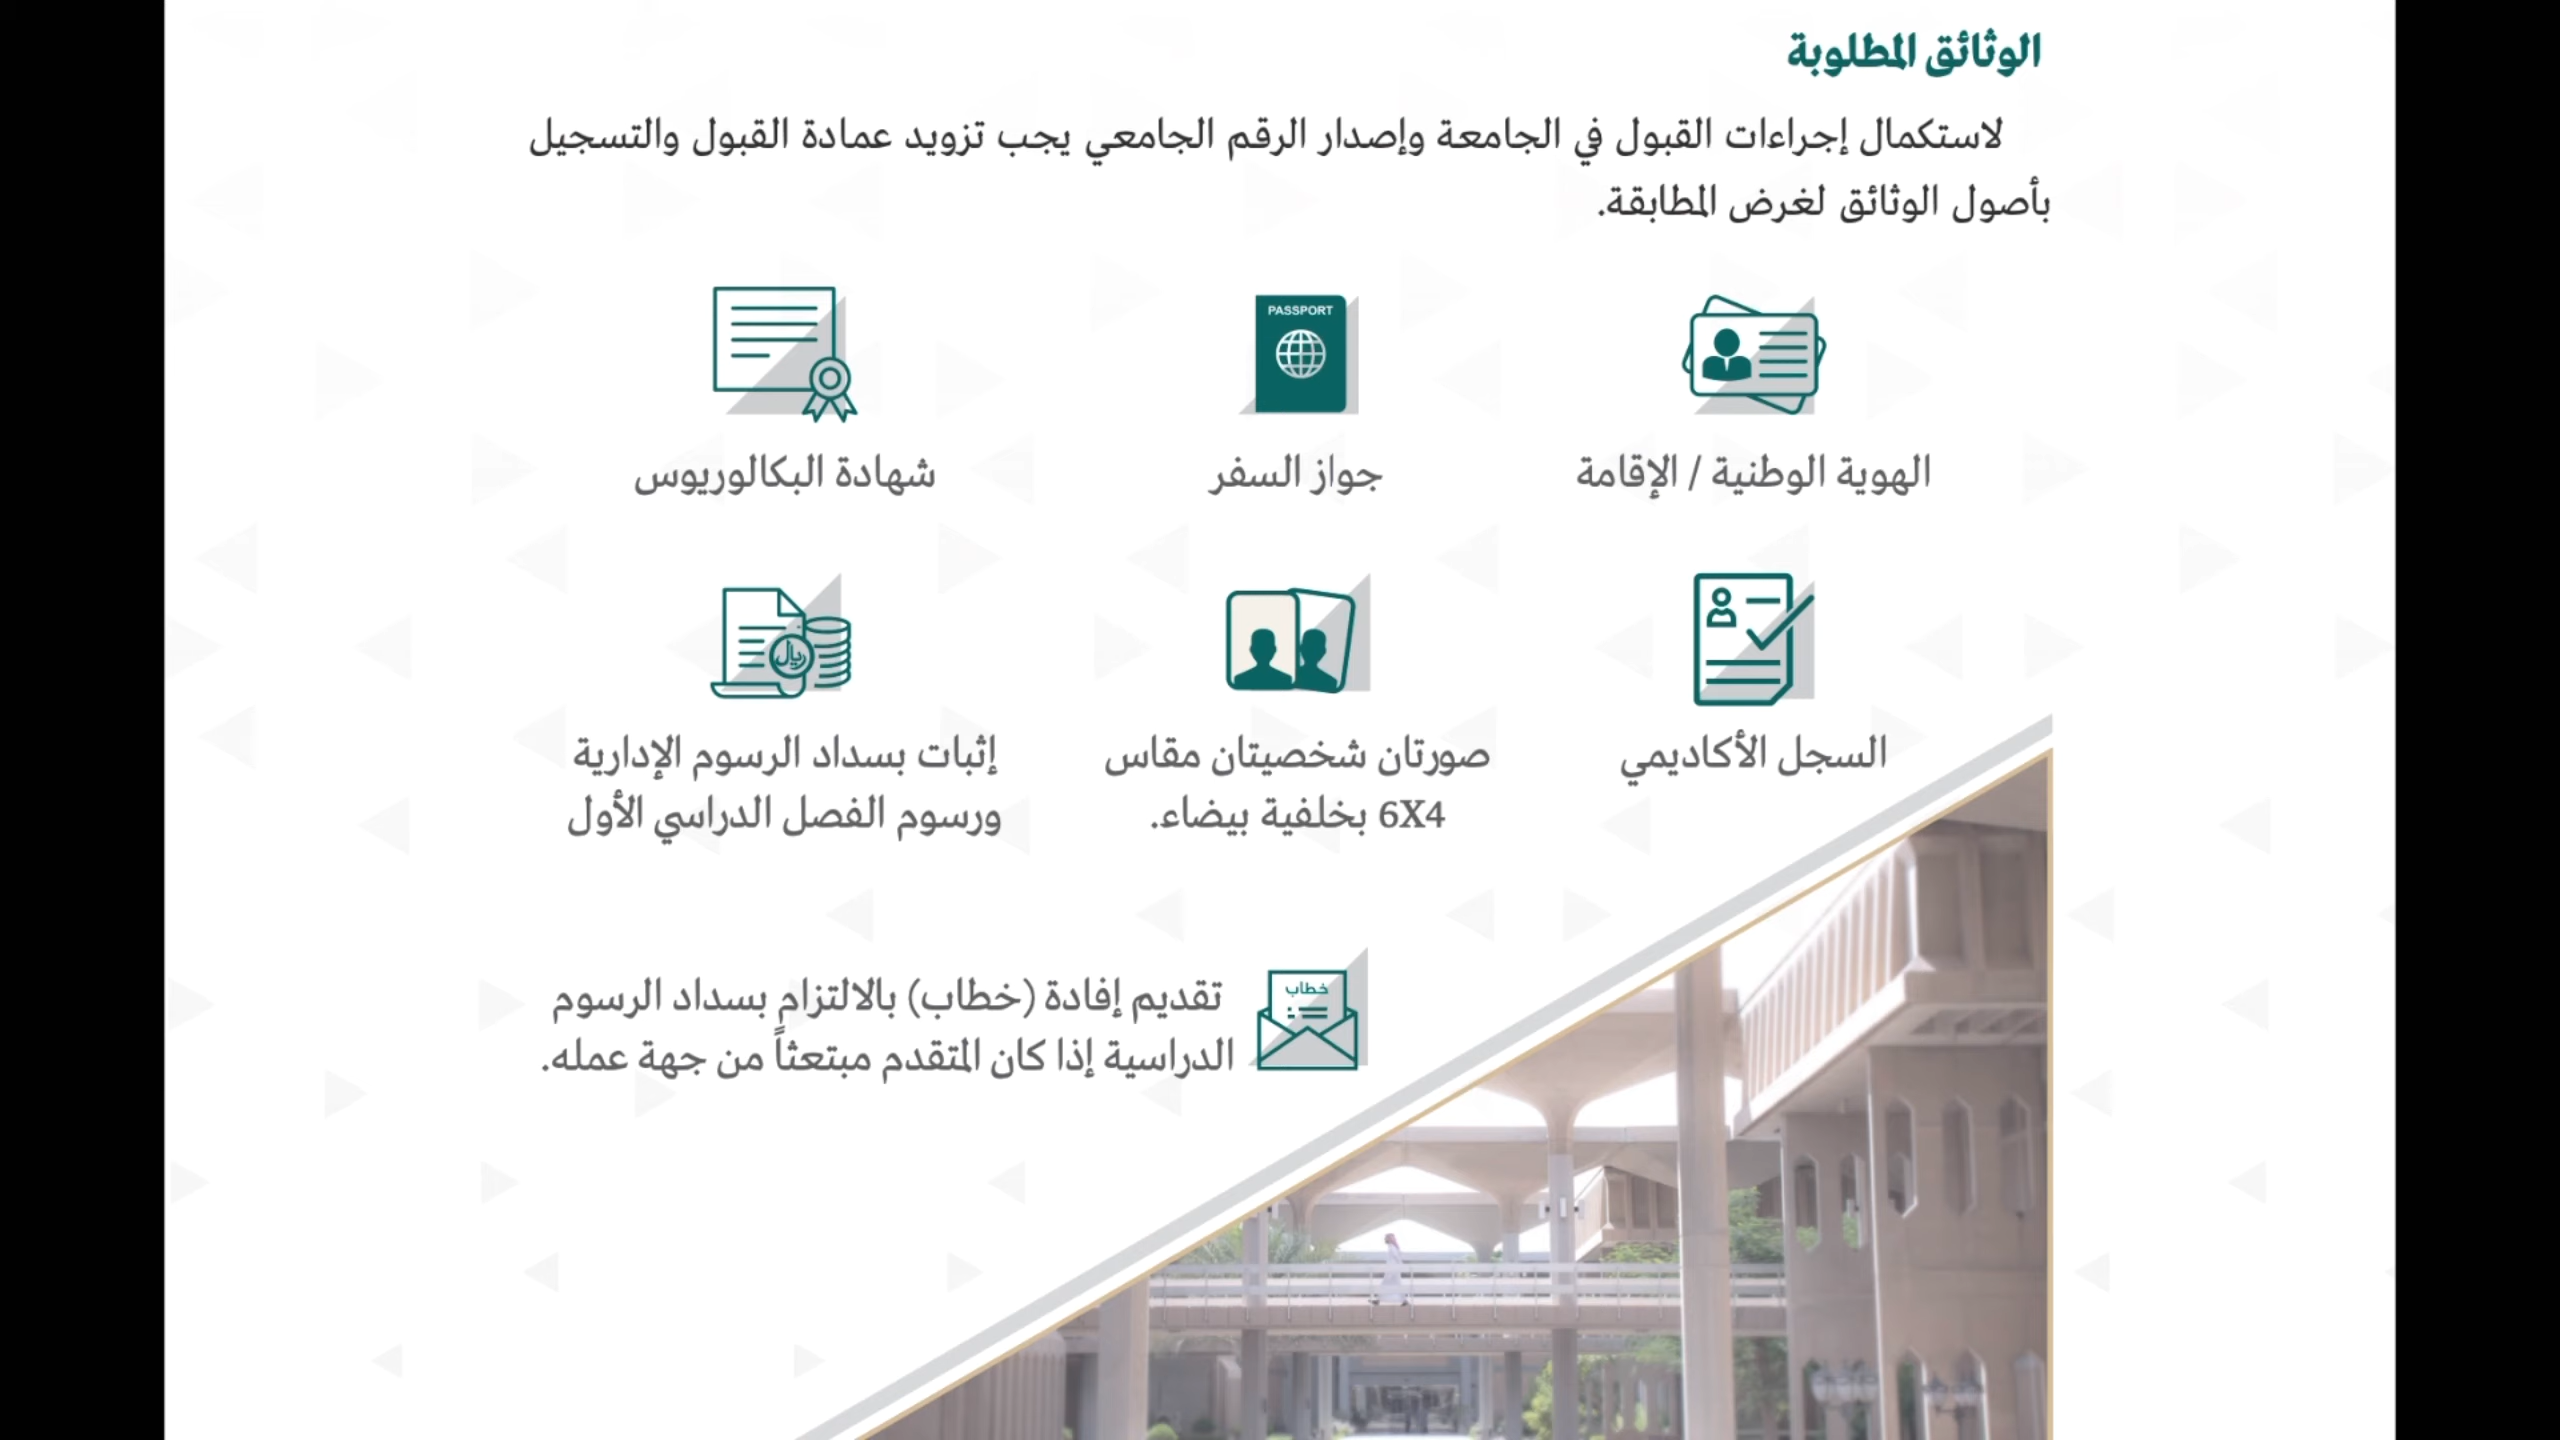 الوثائق المطلوبة
لاستكمال إجراءات القبول في الجامعة وإصدار الرقم الجامعي يجب تزويد عمادة القبول والتسجيل
بأصول الوثائق لغرض المطابقة.
الهوية الوطنية / الإقامة
PASSPORT
جواز السفر
شهادة البكالوريوس
السجل الأكاديمي
صورتان شخصيتان مقاس
6X4 بخلفية بيضاء.
ريال
إثبات بسداد الرسوم الإدارية
ورسوم الفصل الدراسي الأول
خطاب
تقديم إفادة (خطاب) بالالتزام بسداد الرسوم
الدراسية إذا كان المتقدم مبتعثاً من جهة عمله.